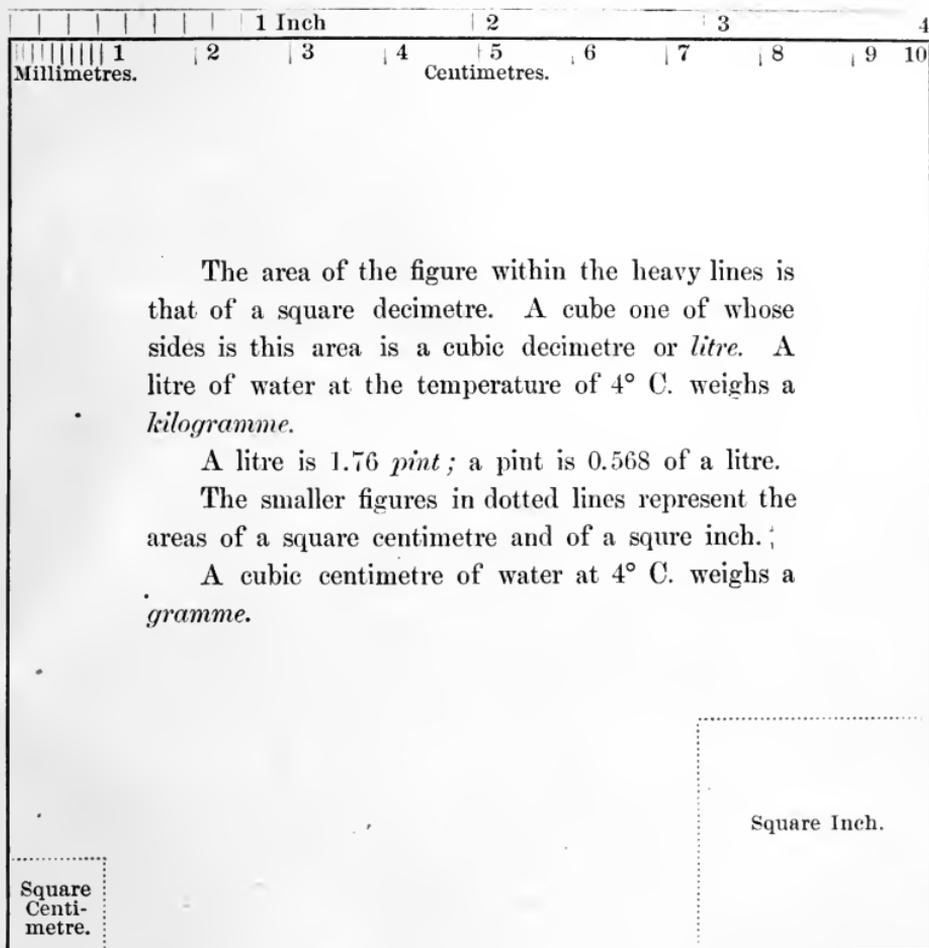 1 Inch 2 3 4
1 2 3 4 5 6 7 8 9 10
Millimetres. Centimetres.
The area of the figure within the heavy lines is
that of a square decimetre. A cube one of whose
sides is this area is a cubic decimetre or litre. A
litre of water at the temperature of 4° C. weighs a
kilogramme.
A litre is 1.76 pint; a pint is 0.568 of a litre.
The smaller figures in dotted lines represent the
areas of a square centimetre and of a squre inch.
A cubic centimetre of water at 4° C. weighs a
gramme.
Square Inch.
Square
Centi-
metre.